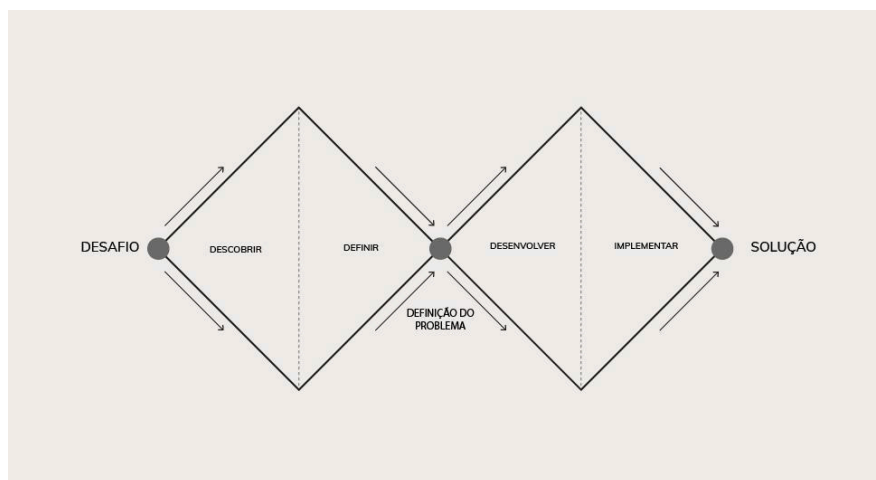 DESAFIO
DESCOBRIR
DEFINIR
DEFINIÇÃO DO
PROBLEMA
DESENVOLVER
IMPLEMENTAR
SOLUÇÃO